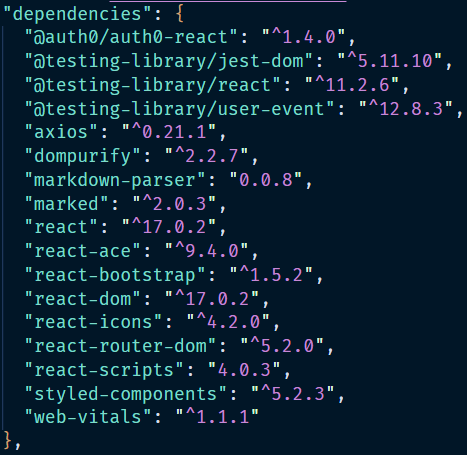 "dependencies": {
"@auth0/auth0-react": "^1.4.0",
"@testing-library/jest-dom": "^5.11.10",
"@testing-library/react": "^11.2.6",
"@testing-library/user-event": "^12.8.3",
"axios": "^0.21.1",
"dompurify": "^2.2.7",
"markdown-parser": "0.0.8",
"marked": "^2.0.3",
"react": "^17.0.2",
"react-ace": "^9.4.0",
"react-bootstrap": "^1.5.2",
"react-dom": "^17.0.2",
"react-icons": "^4.2.0",
"react-router-dom": "^5.2.0",
"react-scripts": "4.0.3",
"styled-components": "^5.2.3",
"web-vitals": "^1.1.1"
},